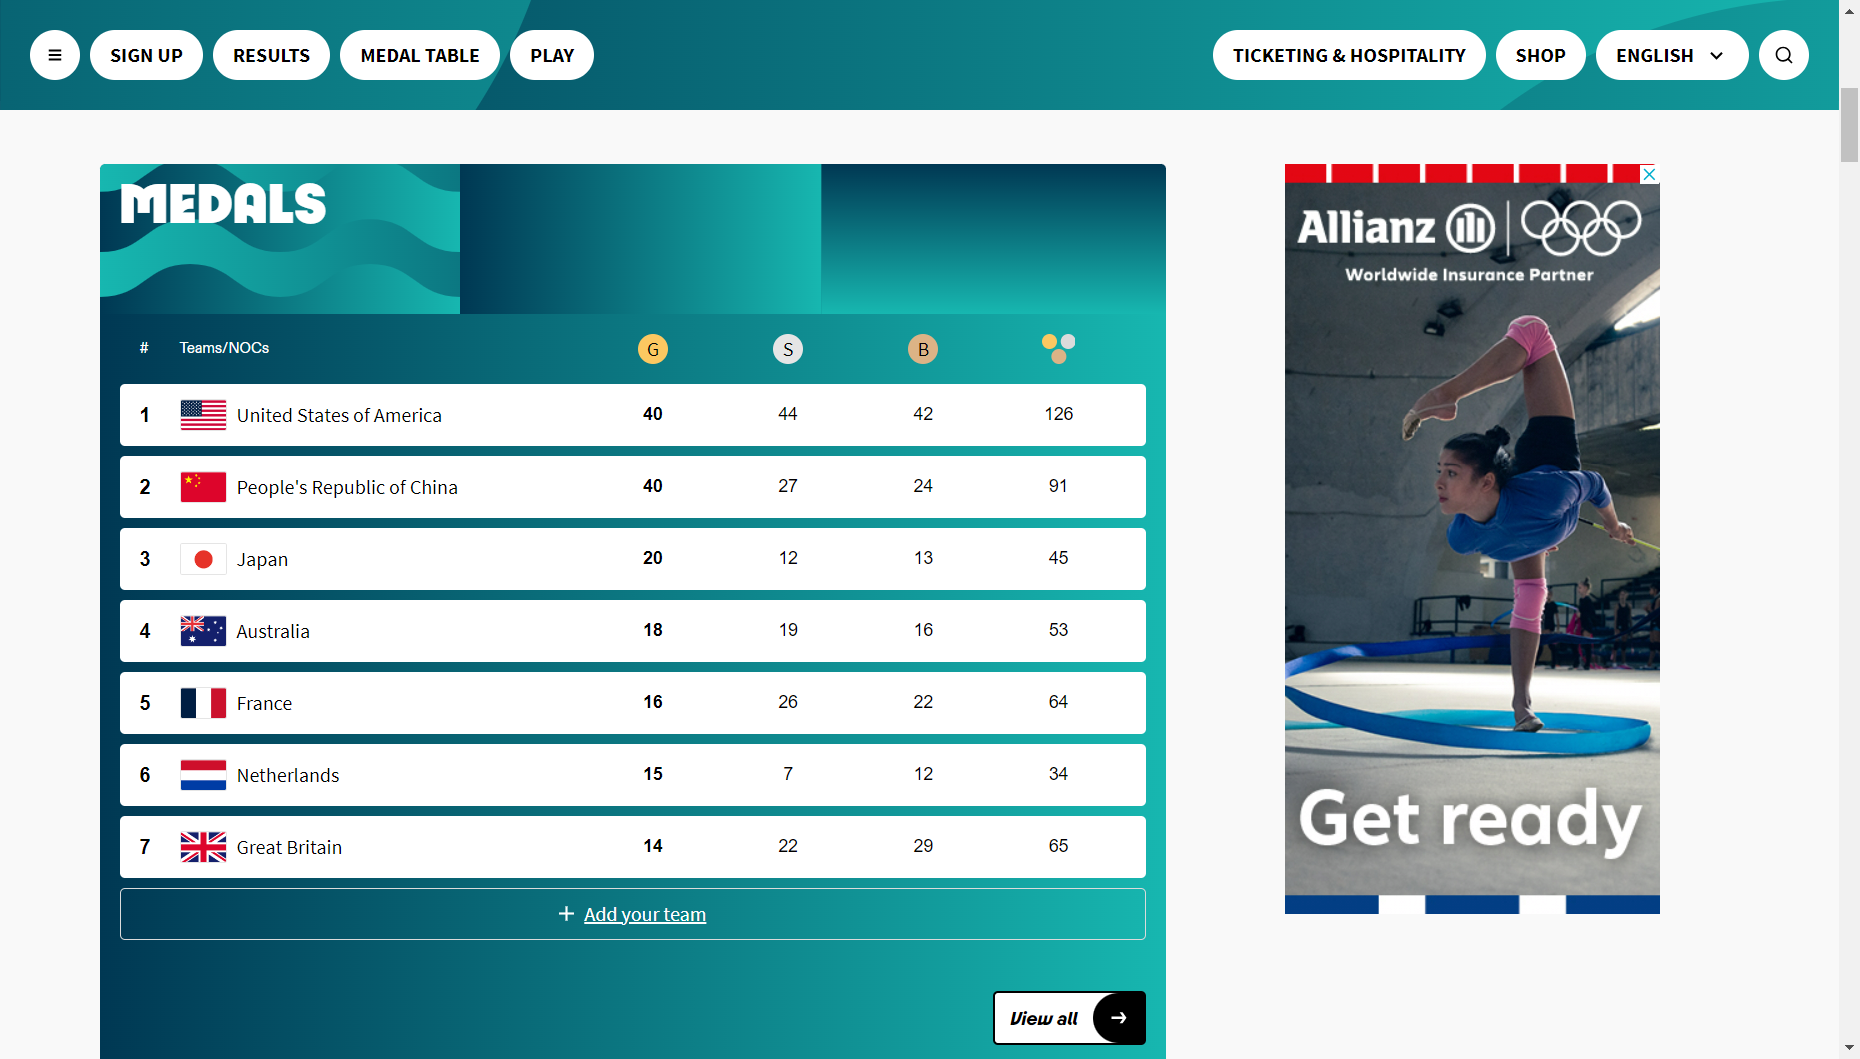 SIGN UP RESULTS MEDAL TABLE PLAY TICKETING & HOSPITALITY SHOP ENGLISH
MEDALS
# Teams/NOCs G S B
1 United States of America 40 44 42 126
2 People's Republic of China 40 27 24 91
3 Japan 20 12 13 45
4 Australia 18 19 16 53
5 France 16 26 22 64
6 Netherlands 15 7 12 34
7 Great Britain 14 22 29 65
+ Add your team
View all
Allianz
Worldwide Insurance Partner
Get ready